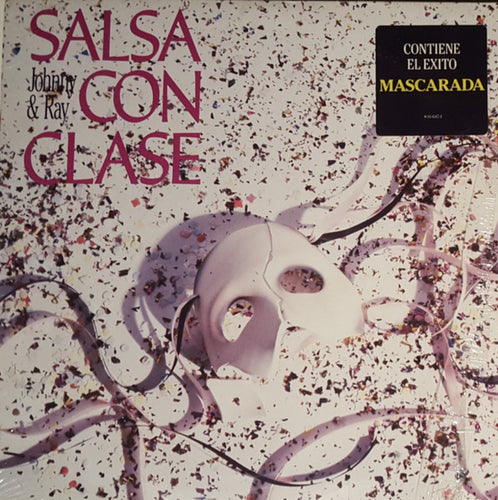 SALSA
Johnny
& Ray
CON
CLASE
CONTIENE
EL EXITO
MASCARADA